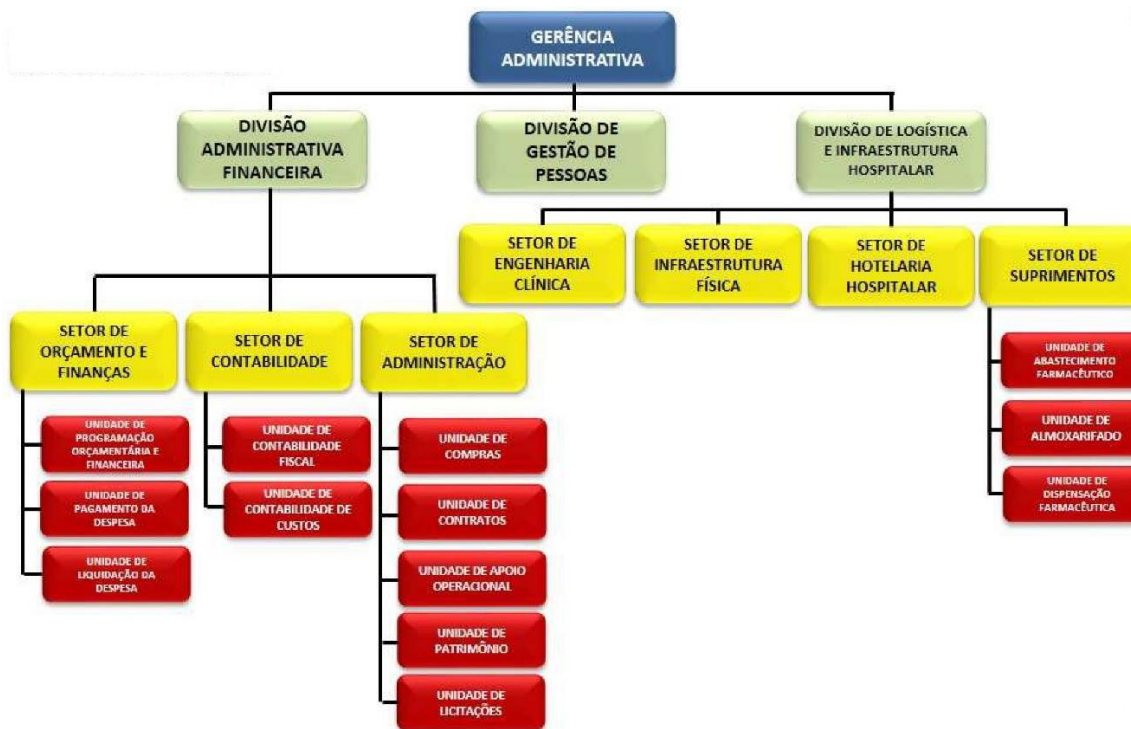 GERÊNCIA
ADMINISTRATIVA
DIVISÃO
ADMINISTRATIVA
FINANCEIRA
DIVISÃO DE
GESTÃO DE
PESSOAS
DIVISÃO DE LOGÍSTICA
E INFRAESTRUTURA
HOSPITALAR
SETOR DE
ENGENHARIA
CLÍNICA
SETOR DE
INFRAESTRUTURA
FÍSICA
SETOR DE
HOTELARIA
HOSPITALAR
SETOR DE
SUPRIMENTOS
SETOR DE
ORÇAMENTO E
FINANÇAS
SETOR DE
CONTABILIDADE
SETOR DE
ADMINISTRAÇÃO
UNIDADE DE
PROGRAMAÇÃO
ORÇAMENTÁRIA E
FINANCEIRA
UNIDADE DE
PAGAMENTO DA
DESPESA
UNIDADE DE
LIQUIDAÇÃO DA
DESPESA
UNIDADE DE
CONTABILIDADE
FISCAL
UNIDADE DE
CONTABILIDADE DE
CUSTOS
UNIDADE DE
COMPRAS
UNIDADE DE
CONTRATOS
UNIDADE DE APOIO
OPERACIONAL
UNIDADE DE
PATRIMÔNIO
UNIDADE DE
LICITAÇÕES
UNIDADE DE
ABASTECIMENTO
FARMACÊUTICO
UNIDADE DE
ALMOXARIFADO
UNIDADE DE
DISPENSAÇÃO
FARMACÊUTICA